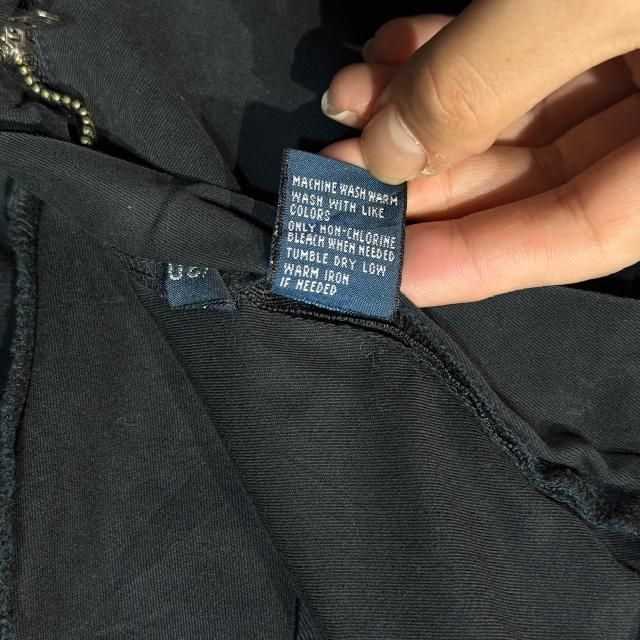 MACHINE WASH WARM
WASH WITH LIKE
COLORS
ONLY NON-CHLORINE
BLEACH WHEN NEEDED
TUMBLE DRY LOW
WARM IRON
IF NEEDED